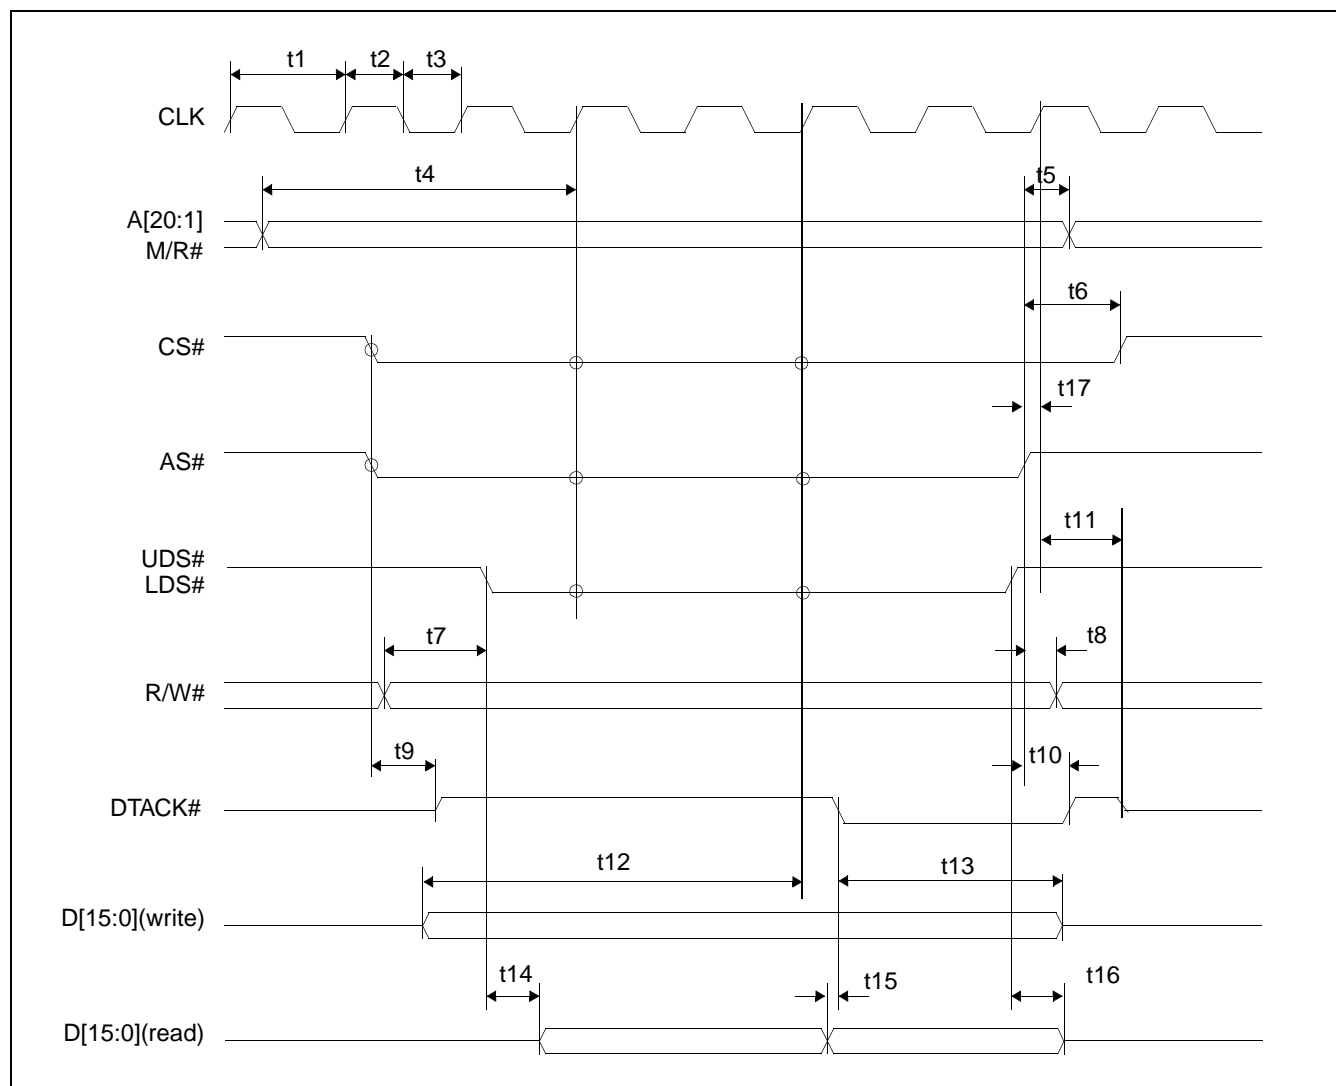 t1 t2 t3
CLK
t4 t5
A[20:1]
M/R#
t6
CS#
t17
AS#
t11
UDS#
LDS#
t7 t8
R/W#
t9 t10
DTACK#
t12 t13
D[15:0](write)
t14 t15 t16
D[15:0](read)